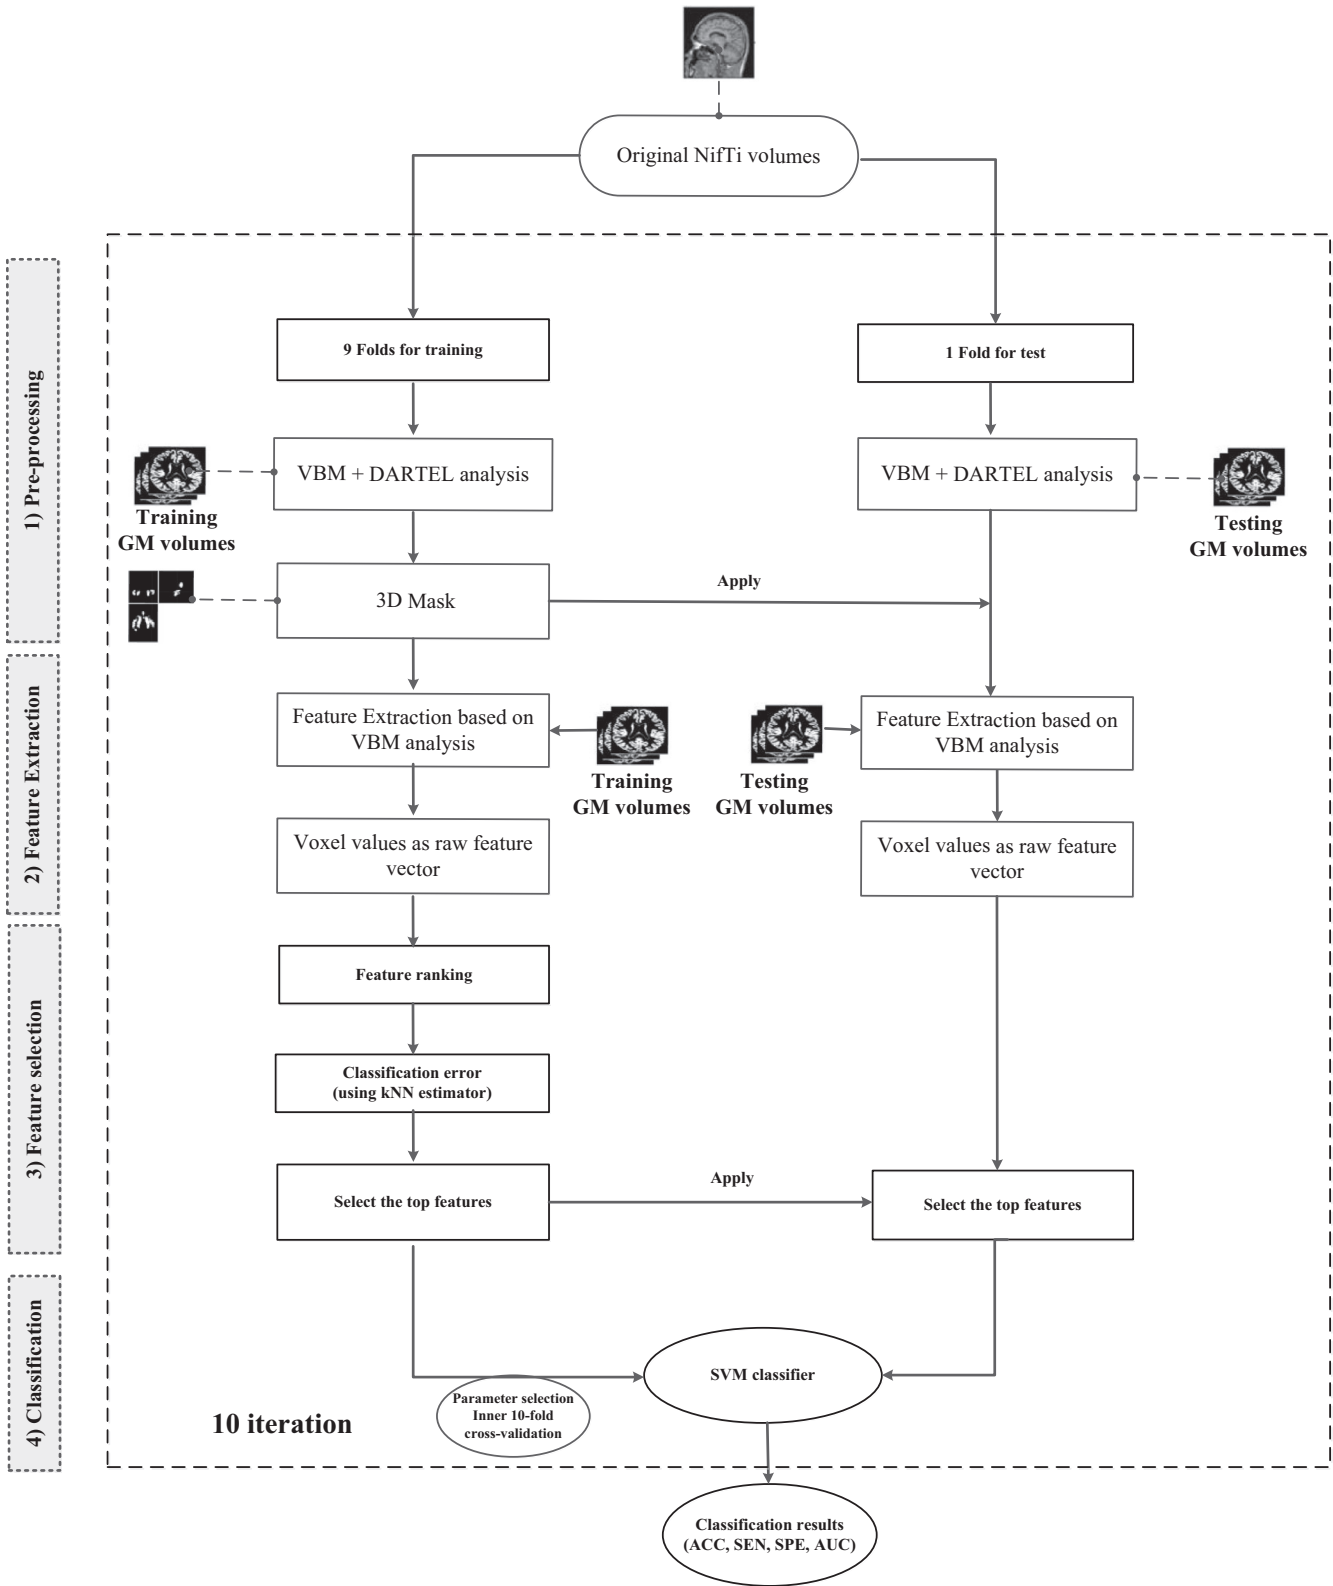 Original NifTi volumes
1) Pre-processing
9 Folds for training
1 Fold for test
VBM + DARTEL analysis
Training
GM volumes
VBM + DARTEL analysis
Testing
GM volumes
3D Mask
Apply
2) Feature Extraction
Feature Extraction based on
VBM analysis
Training
GM volumes
Testing
GM volumes
Feature Extraction based on
VBM analysis
Voxel values as raw feature
vector
Voxel values as raw feature
vector
3) Feature selection
Feature ranking
Classification error
(using kNN estimator)
Select the top features
Apply
Select the top features
4) Classification
SVM classifier
Parameter selection
Inner 10-fold
cross-validation
10 iteration
Classification results
(ACC, SEN, SPE, AUC)